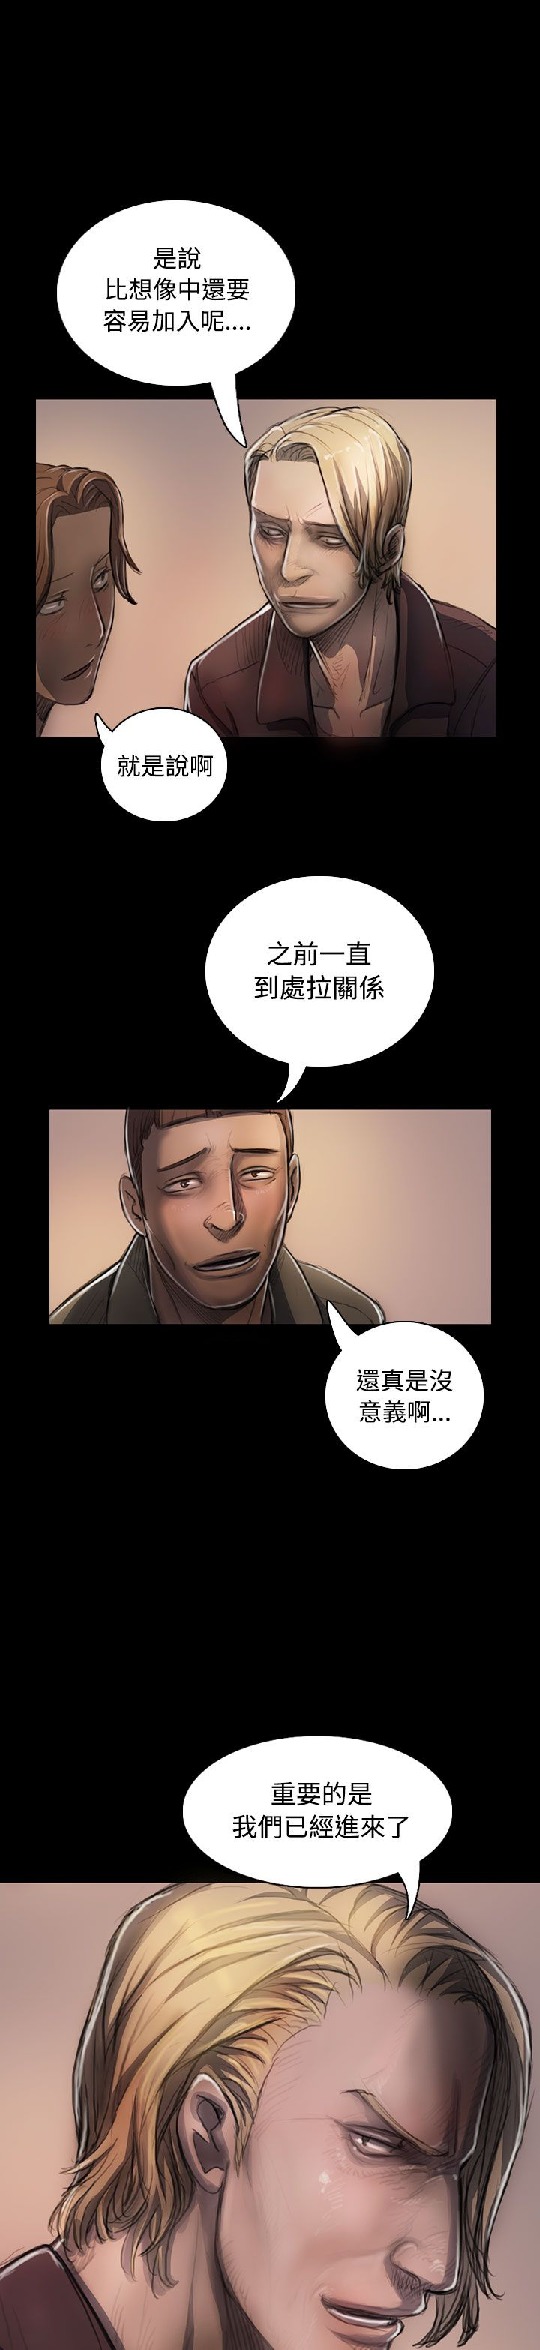 是說
比想像中還要
容易加入呢....
就是說啊
之前一直
到處拉關係
還真是沒
意義啊...
重要的是
我們已經進來了